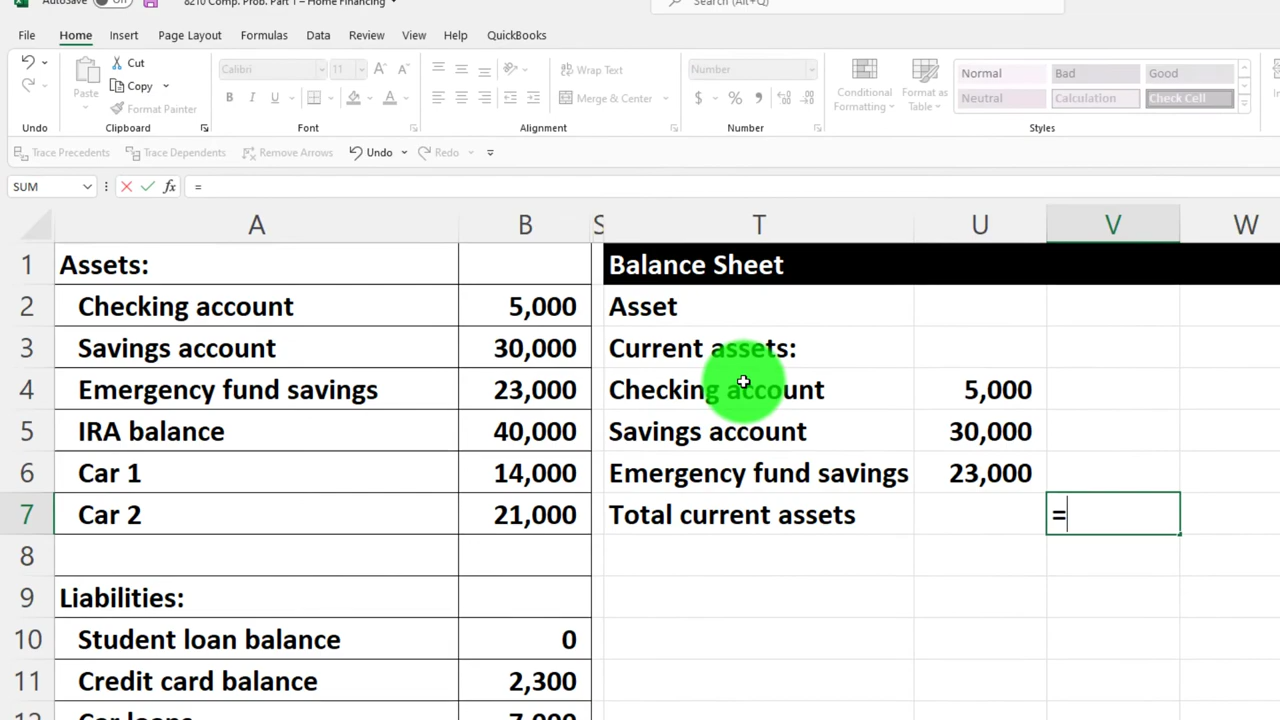 AutoSave Off 8210 Comp. Prob. Part 1 – Home Financing Search (Alt+Q)
File Home Insert Page Layout Formulas Data Review View Help QuickBooks
Cut Calibri 11 Wrap Text Number Normal Bad Good
Paste Copy B I U Merge & Center $ % Conditional Formatting Format as Table Neutral Calculation Check Cell
Format Painter
Undo Clipboard Font Alignment Number Styles
Trace Precedents Trace Dependents Remove Arrows Undo Redo
SUM fx =
A B S T U V W
1 Assets: Balance Sheet
2 Checking account 5,000 Asset
3 Savings account 30,000 Current assets:
4 Emergency fund savings 23,000 Checking account 5,000
5 IRA balance 40,000 Savings account 30,000
6 Car 1 14,000 Emergency fund savings 23,000
7 Car 2 21,000 Total current assets =
8
9 Liabilities:
10 Student loan balance 0
11 Credit card balance 2,300
12 Car loans 7,000